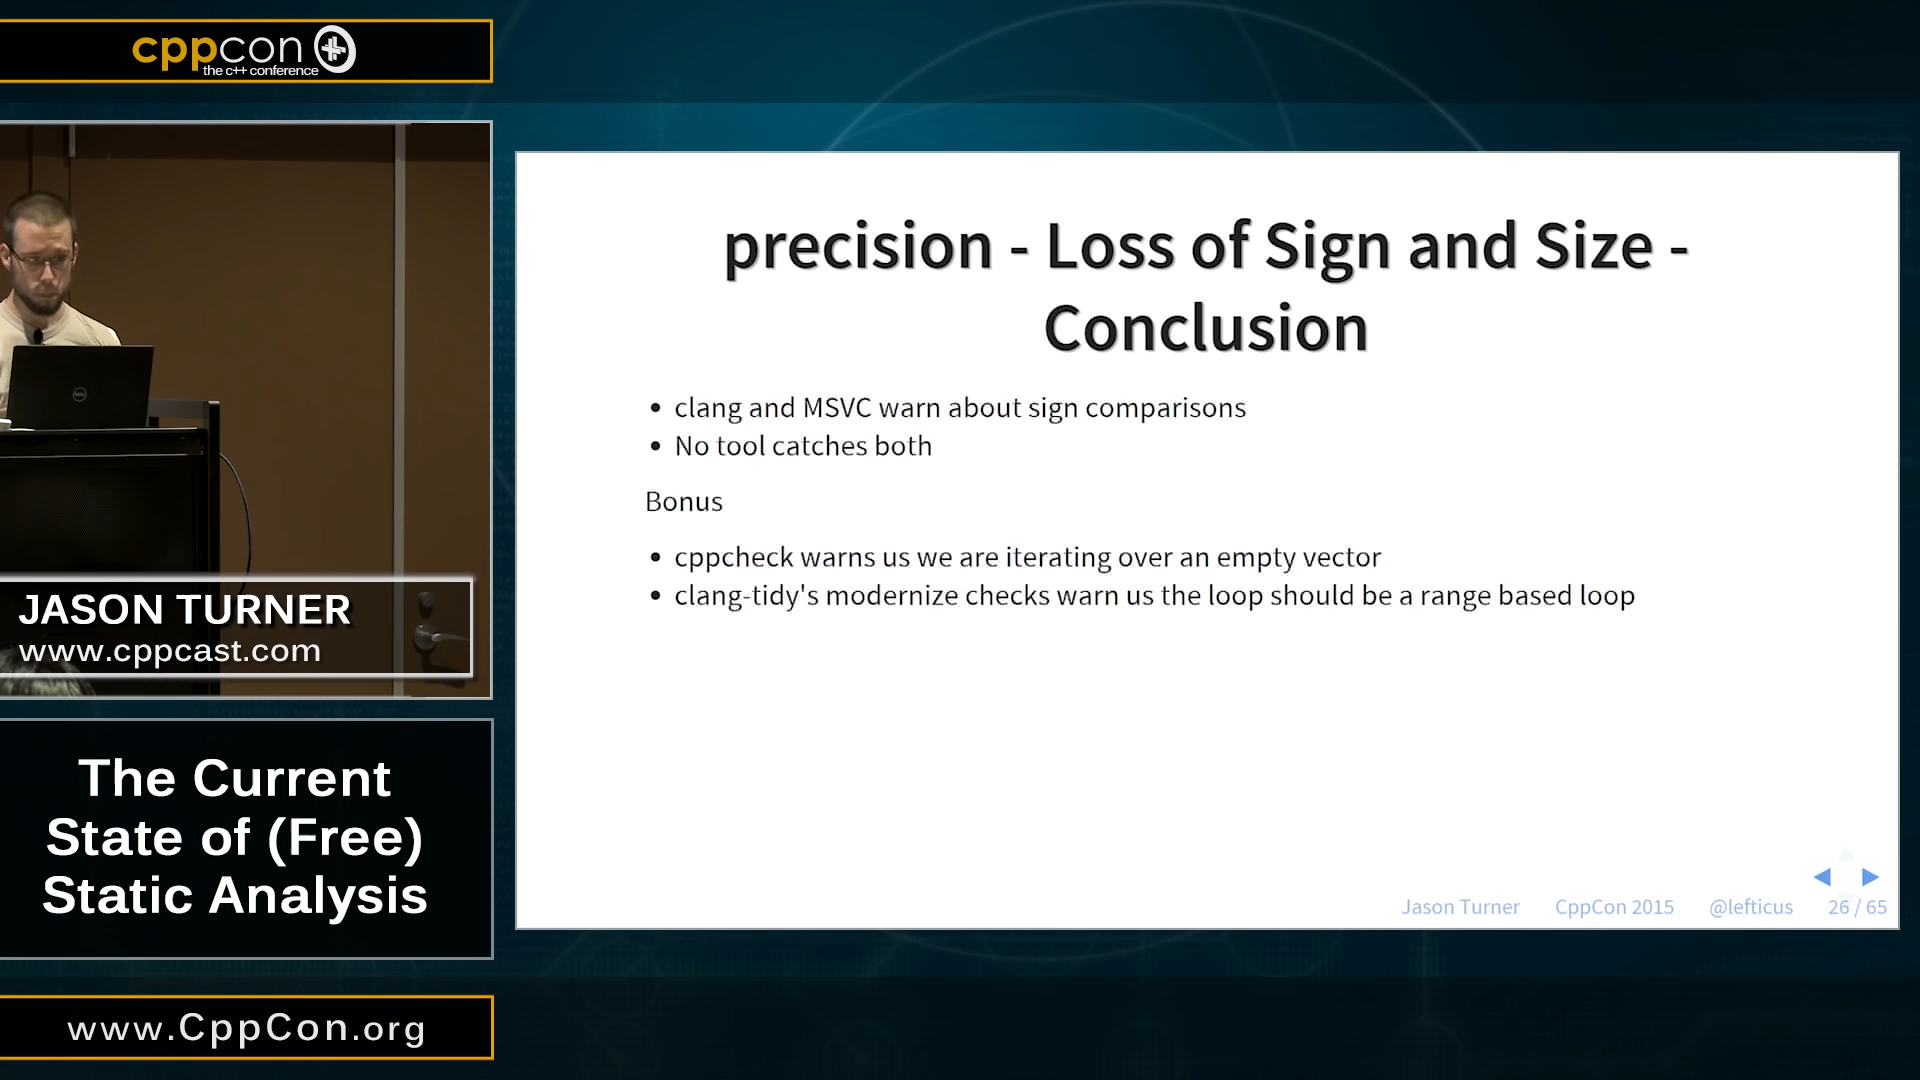 cppcon
the c++ conference
precision - Loss of Sign and Size -
Conclusion
• clang and MSVC warn about sign comparisons
• No tool catches both
Bonus
• cppcheck warns us we are iterating over an empty vector
• clang-tidy's modernize checks warn us the loop should be a range based loop
Jason Turner CppCon 2015 @lefticus 26 / 65
JASON TURNER
www.cppcast.com
The Current
State of (Free)
Static Analysis
www.CppCon.org